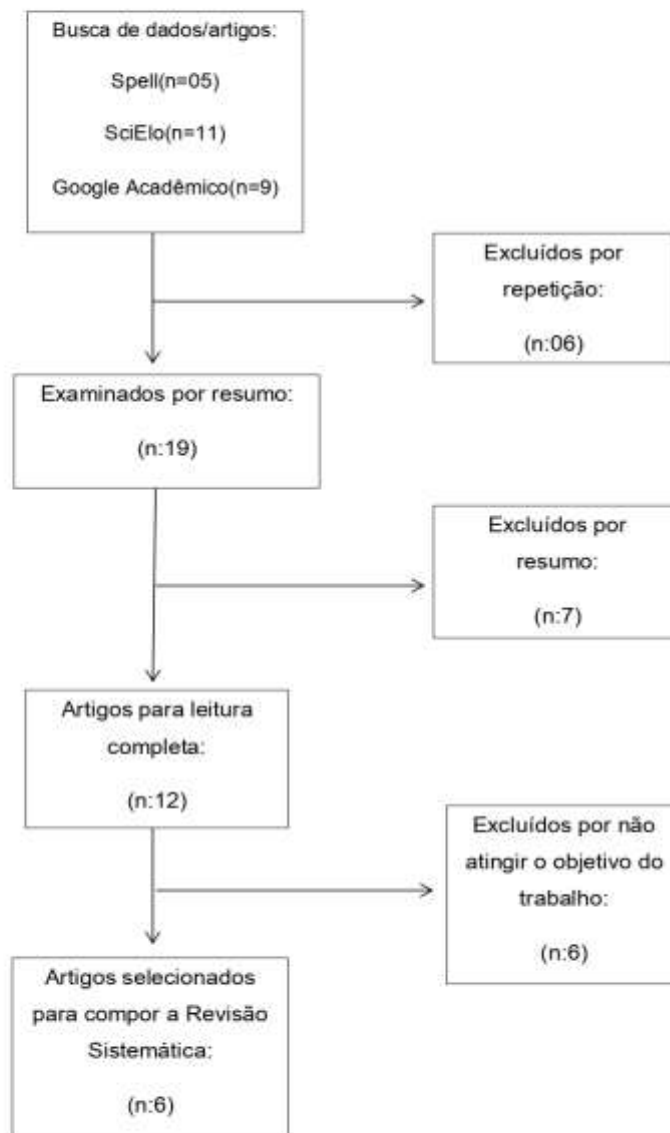 Busca de dados/artigos:
Spell(n=05)
SciElo(n=11)
Google Acadêmico(n=9)
Excluídos por
repetição:
(n:06)
Examinados por resumo:
(n:19)
Excluídos por
resumo:
(n:7)
Artigos para leitura
completa:
(n:12)
Excluídos por não
atingir o objetivo do
trabalho:
(n:6)
Artigos selecionados
para compor a Revisão
Sistemática:
(n:6)